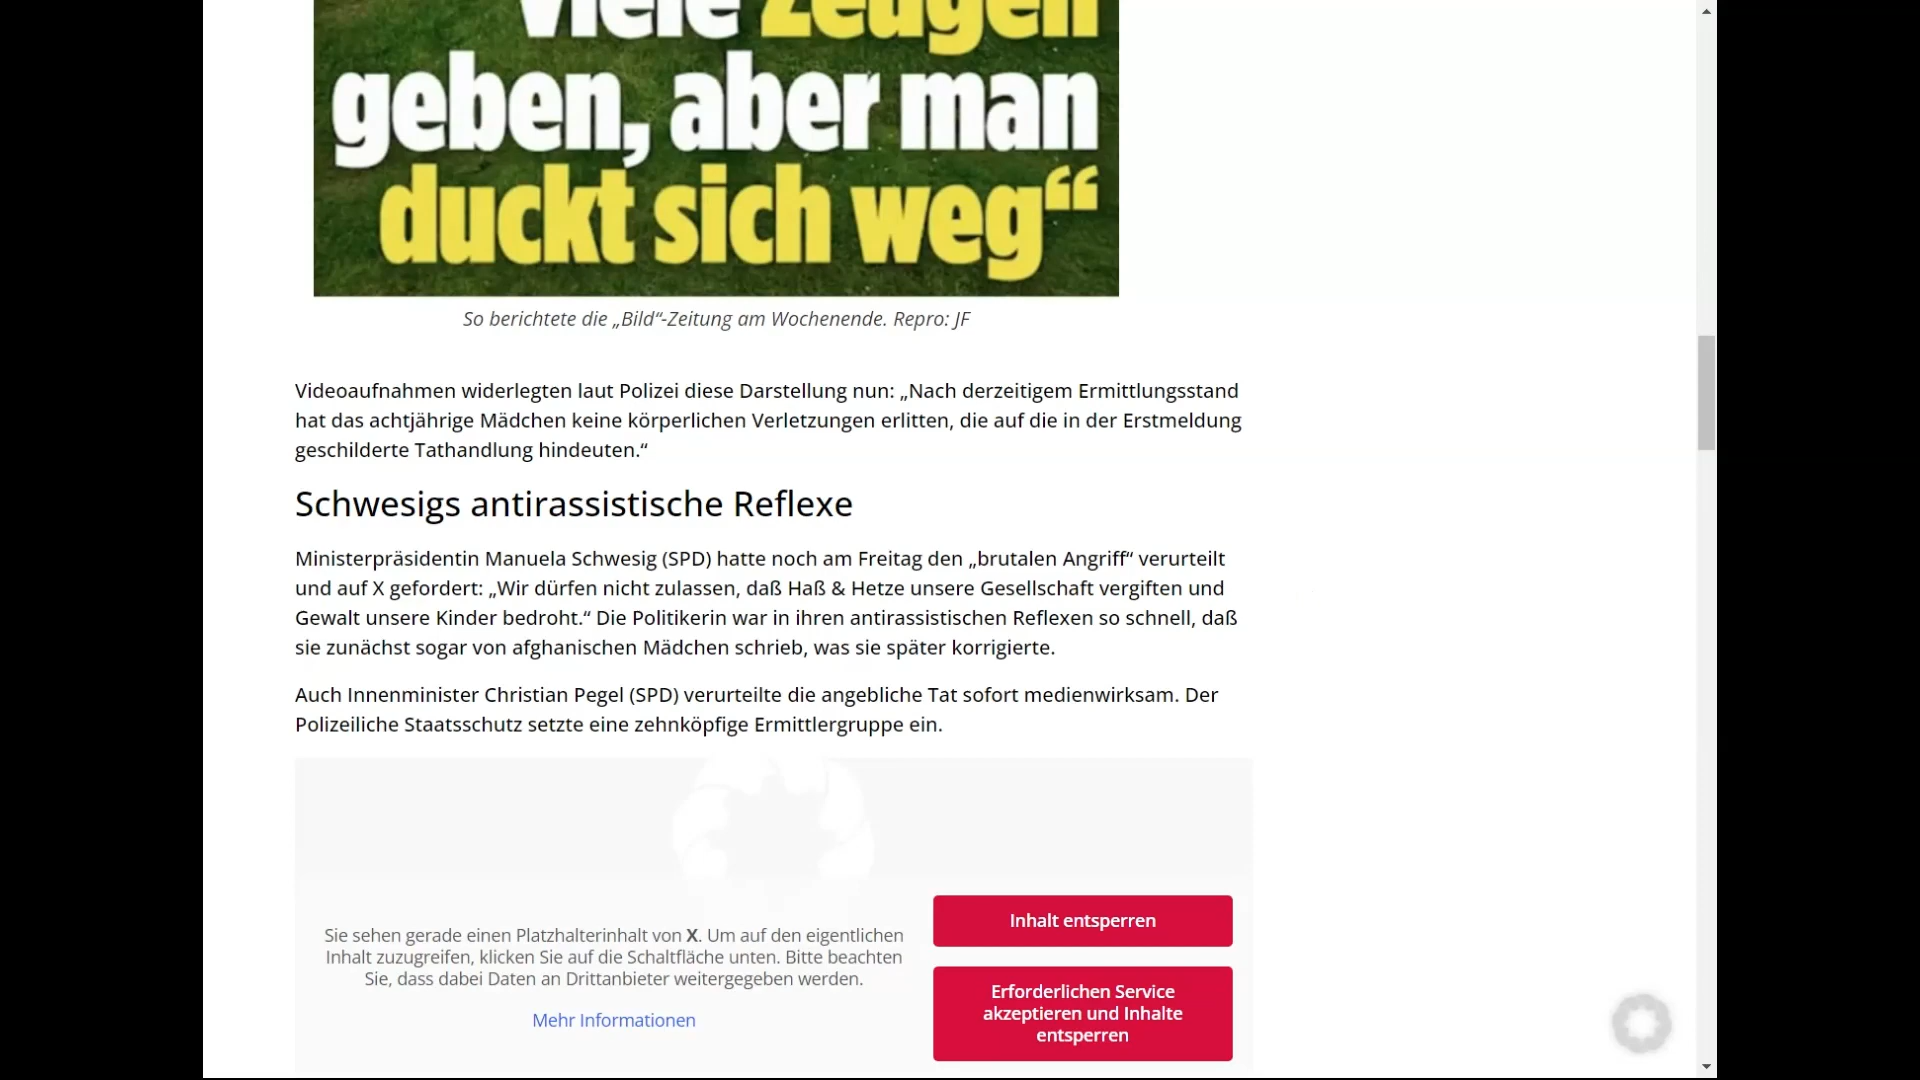 Viele Zeugen
geben, aber man
duckt sich weg“
So berichtete die „Bild“-Zeitung am Wochenende. Repro: JF
Videoaufnahmen widerlegten laut Polizei diese Darstellung nun: „Nach derzeitigem Ermittlungsstand
hat das achtjährige Mädchen keine körperlichen Verletzungen erlitten, die auf die in der Erstmeldung
geschilderte Tathandlung hindeuten.“
Schwesigs antirassistische Reflexe
Ministerpräsidentin Manuela Schwesig (SPD) hatte noch am Freitag den „brutalen Angriff“ verurteilt
und auf X gefordert: „Wir dürfen nicht zulassen, daß Haß & Hetze unsere Gesellschaft vergiften und
Gewalt unsere Kinder bedroht.“ Die Politikerin war in ihren antirassistischen Reflexen so schnell, daß
sie zunächst sogar von afghanischen Mädchen schrieb, was sie später korrigierte.
Auch Innenminister Christian Pegel (SPD) verurteilte die angebliche Tat sofort medienwirksam. Der
Polizeiliche Staatsschutz setzte eine zehnköpfige Ermittlergruppe ein.
Sie sehen gerade einen Platzhalterinhalt von X. Um auf den eigentlichen
Inhalt zuzugreifen, klicken Sie auf die Schaltfläche unten. Bitte beachten
Sie, dass dabei Daten an Drittanbieter weitergegeben werden.
Mehr Informationen
Inhalt entsperren
Erforderlichen Service
akzeptieren und Inhalte
entsperren